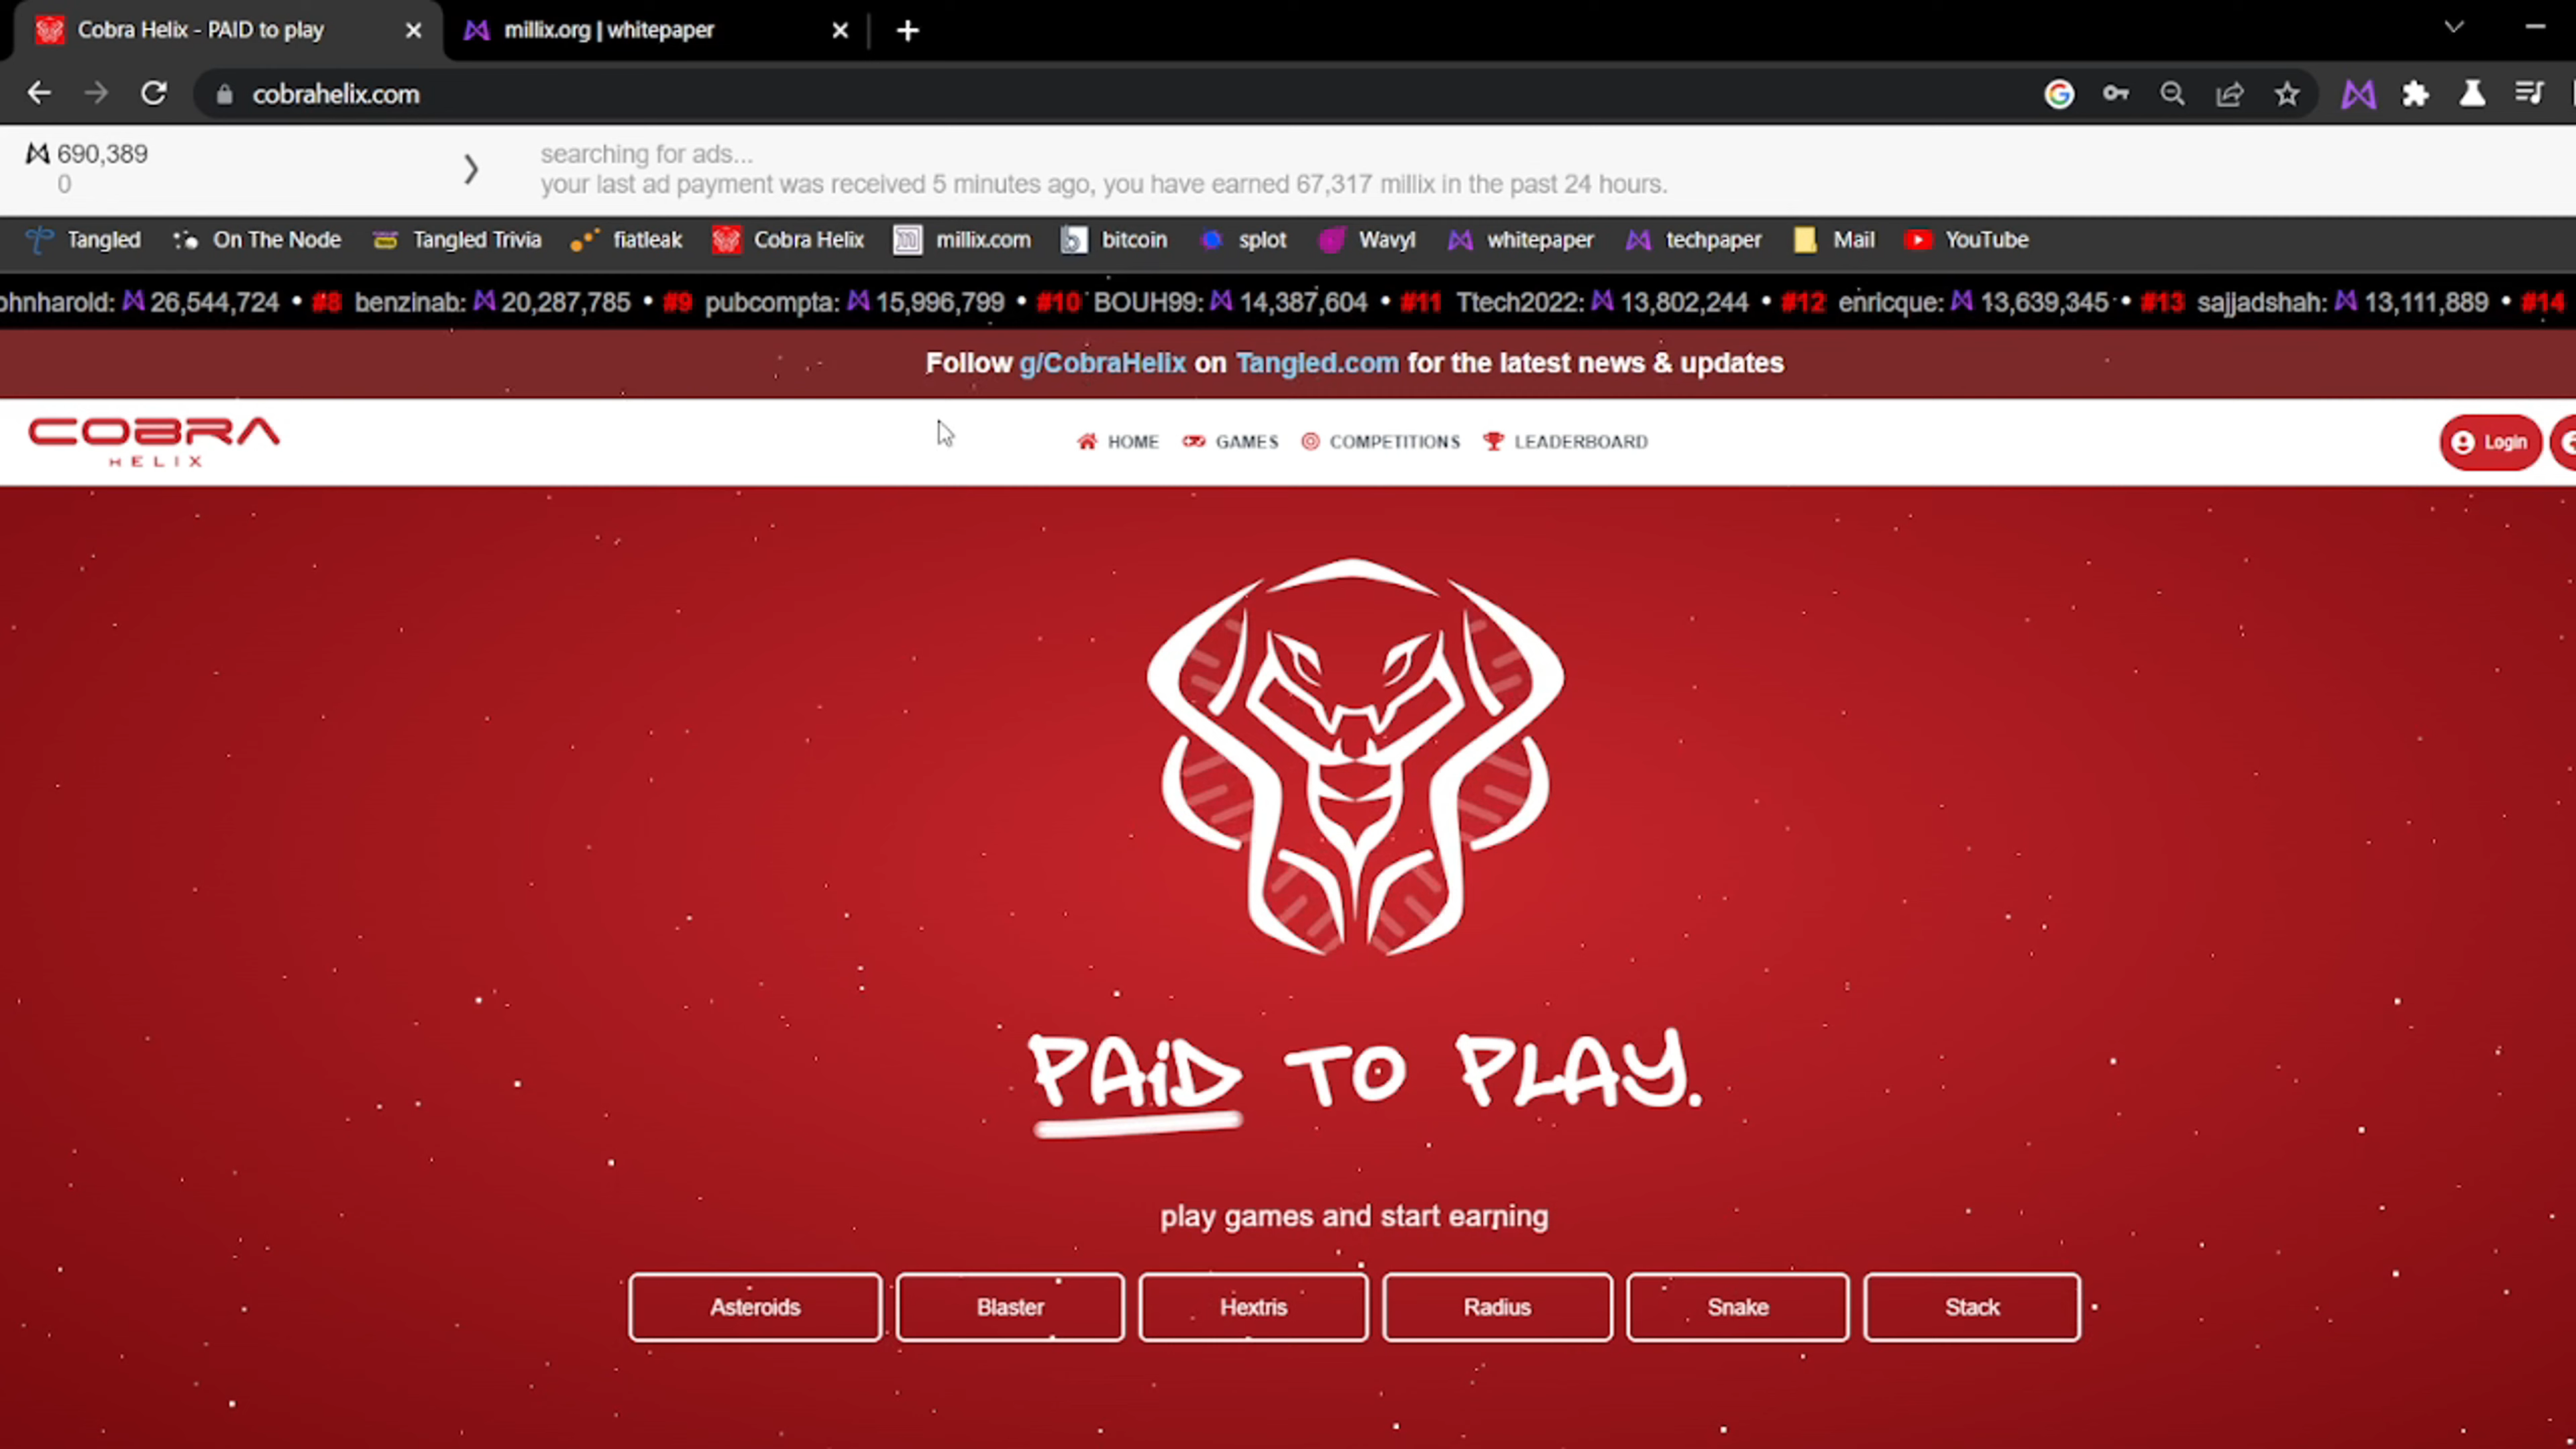 Cobra Helix - PAID to play
millix.org | whitepaper
cobrahelix.com
690,389
searching for ads...
0
your last ad payment was received 5 minutes ago, you have earned 67,317 millix in the past 24 hours.
Tangled On The Node Tangled Trivia fiatleak Cobra Helix millix.com bitcoin splot Wavyl whitepaper techpaper Mail YouTube
ohnharold: 26,544,724 • #8 benzinab: 20,287,785 • #9 pubcompta: 15,996,799 • #10 BOUH99: 14,387,604 • #11 Ttech2022: 13,802,244 • #12 enricque: 13,639,345 • #13 sajjadshah: 13,111,889 • #14
Follow g/CobraHelix on Tangled.com for the latest news & updates
COBRA
HELIX
HOME GAMES COMPETITIONS LEADERBOARD
Login
PAiD TO PLAY.
play games and start earning
Asteroids Blaster Hextris Radius Snake Stack